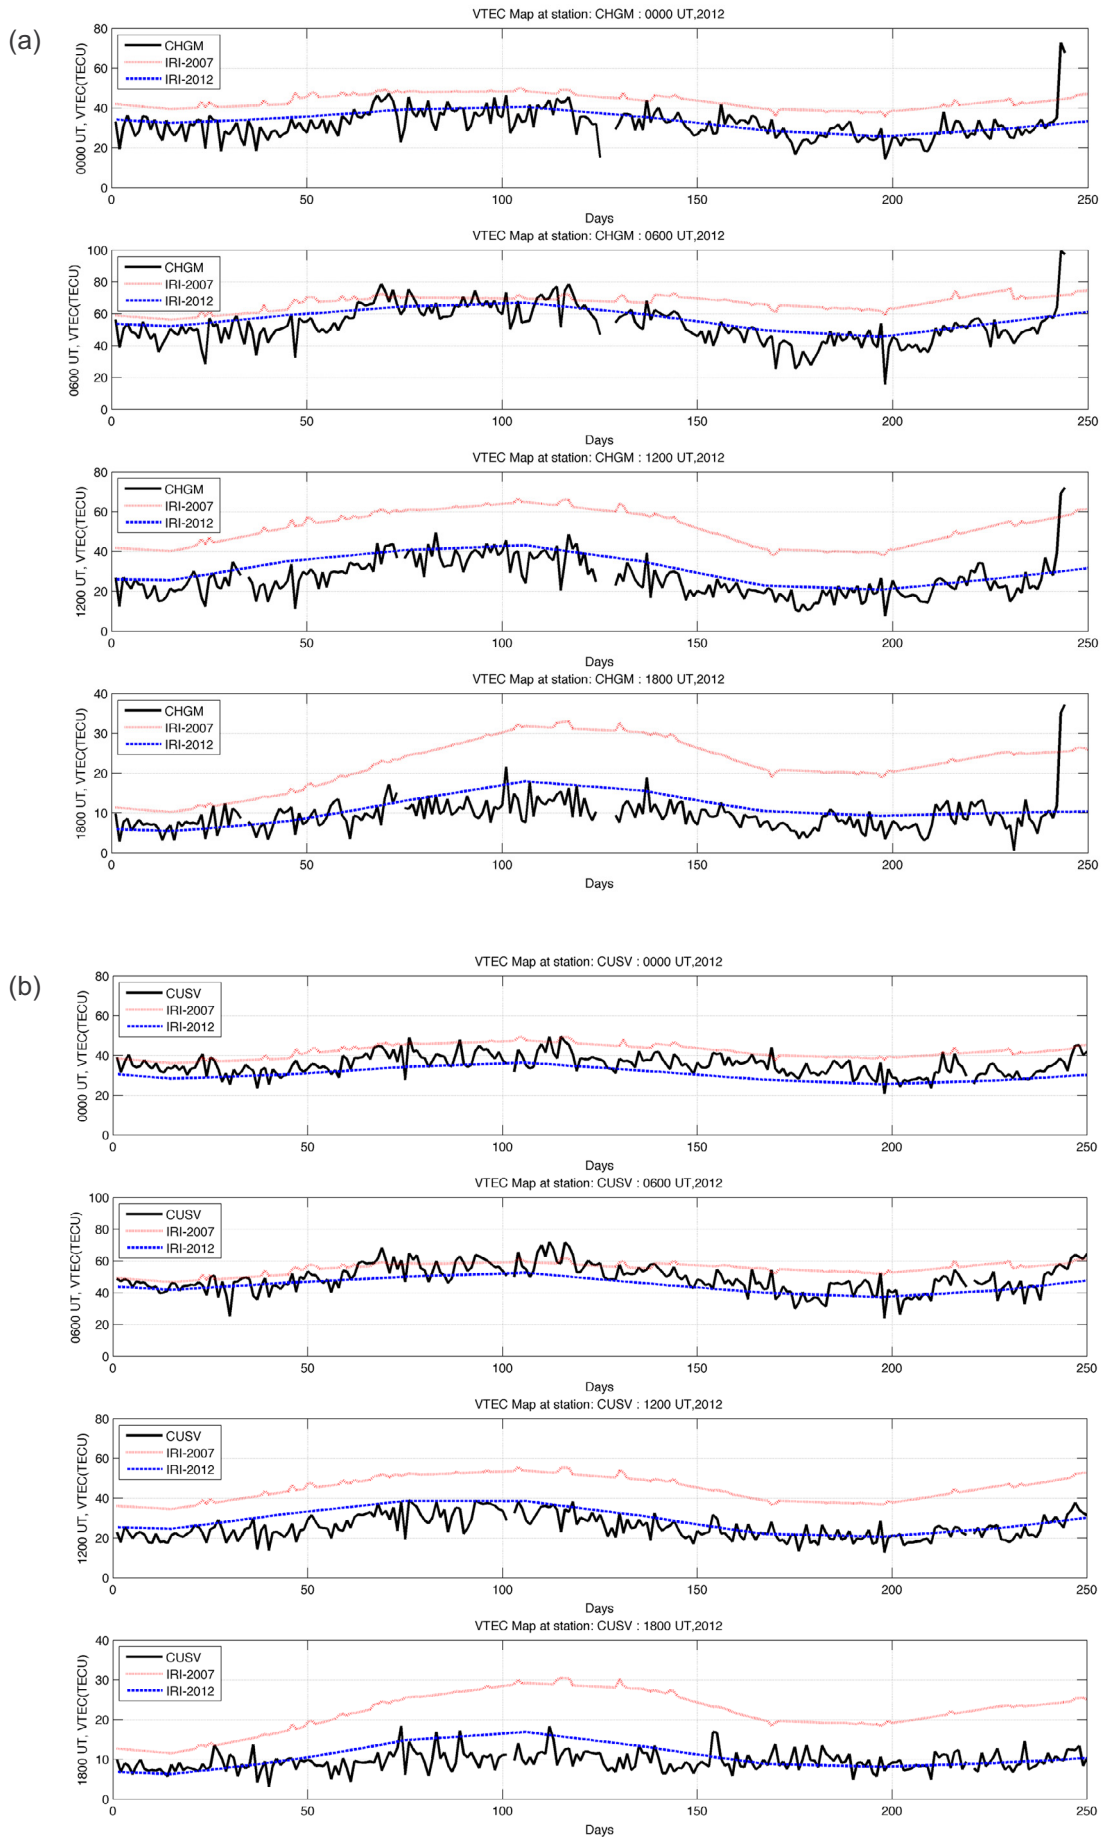 (a)
VTEC Map at station: CHGM : 0000 UT,2012
0000 UT, VTEC(TECU)
80
60
40
20
0
CHGM
IRI-2007
IRI-2012
0 50 100 150 200 250
Days
VTEC Map at station: CHGM : 0600 UT,2012
0600 UT, VTEC(TECU)
100
80
60
40
20
0
CHGM
IRI-2007
IRI-2012
0 50 100 150 200 250
Days
VTEC Map at station: CHGM : 1200 UT,2012
1200 UT, VTEC(TECU)
80
60
40
20
0
CHGM
IRI-2007
IRI-2012
0 50 100 150 200 250
Days
VTEC Map at station: CHGM : 1800 UT,2012
1800 UT, VTEC(TECU)
40
30
20
10
0
CHGM
IRI-2007
IRI-2012
0 50 100 150 200 250
Days
(b)
VTEC Map at station: CUSV : 0000 UT,2012
0000 UT, VTEC(TECU)
80
60
40
20
0
CUSV
IRI-2007
IRI-2012
0 50 100 150 200 250
Days
VTEC Map at station: CUSV : 0600 UT,2012
0600 UT, VTEC(TECU)
100
80
60
40
20
0
CUSV
IRI-2007
IRI-2012
0 50 100 150 200 250
Days
VTEC Map at station: CUSV : 1200 UT,2012
1200 UT, VTEC(TECU)
80
60
40
20
0
CUSV
IRI-2007
IRI-2012
0 50 100 150 200 250
Days
VTEC Map at station: CUSV : 1800 UT,2012
1800 UT, VTEC(TECU)
40
30
20
10
0
CUSV
IRI-2007
IRI-2012
0 50 100 150 200 250
Days